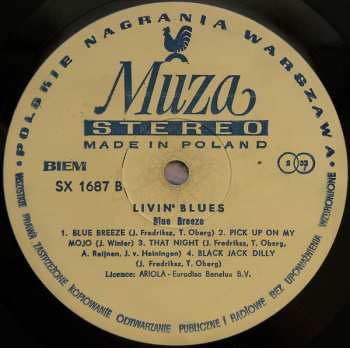 • POLSKIE NAGRANIA WARSZAWA •
Muza
STEREO
MADE IN POLAND
BIEM
SX 1687 B
LIVIN' BLUES
Blue Breeze
1. BLUE BREEZE (J. Fredriksz, T. Oberg) 2. PICK UP ON MY
MOJO (J. Winter) 3. THAT NIGHT (J. Fredriksz, T. Oberg,
A. Reijnen, J. v. Heiningen) 4. BLACK JACK DILLY
(J. Fredriksz, T. Oberg)
Licence: ARIOLA - Eurodisc Benelux B.V.
WSZYSTKIE PRAWA ZASTRZEŻONE KOPIOWANIE ODTWARZANIE PUBLICZNE I RADIOWE BEZ UPOWAŻNIENIA WZBRONIONE